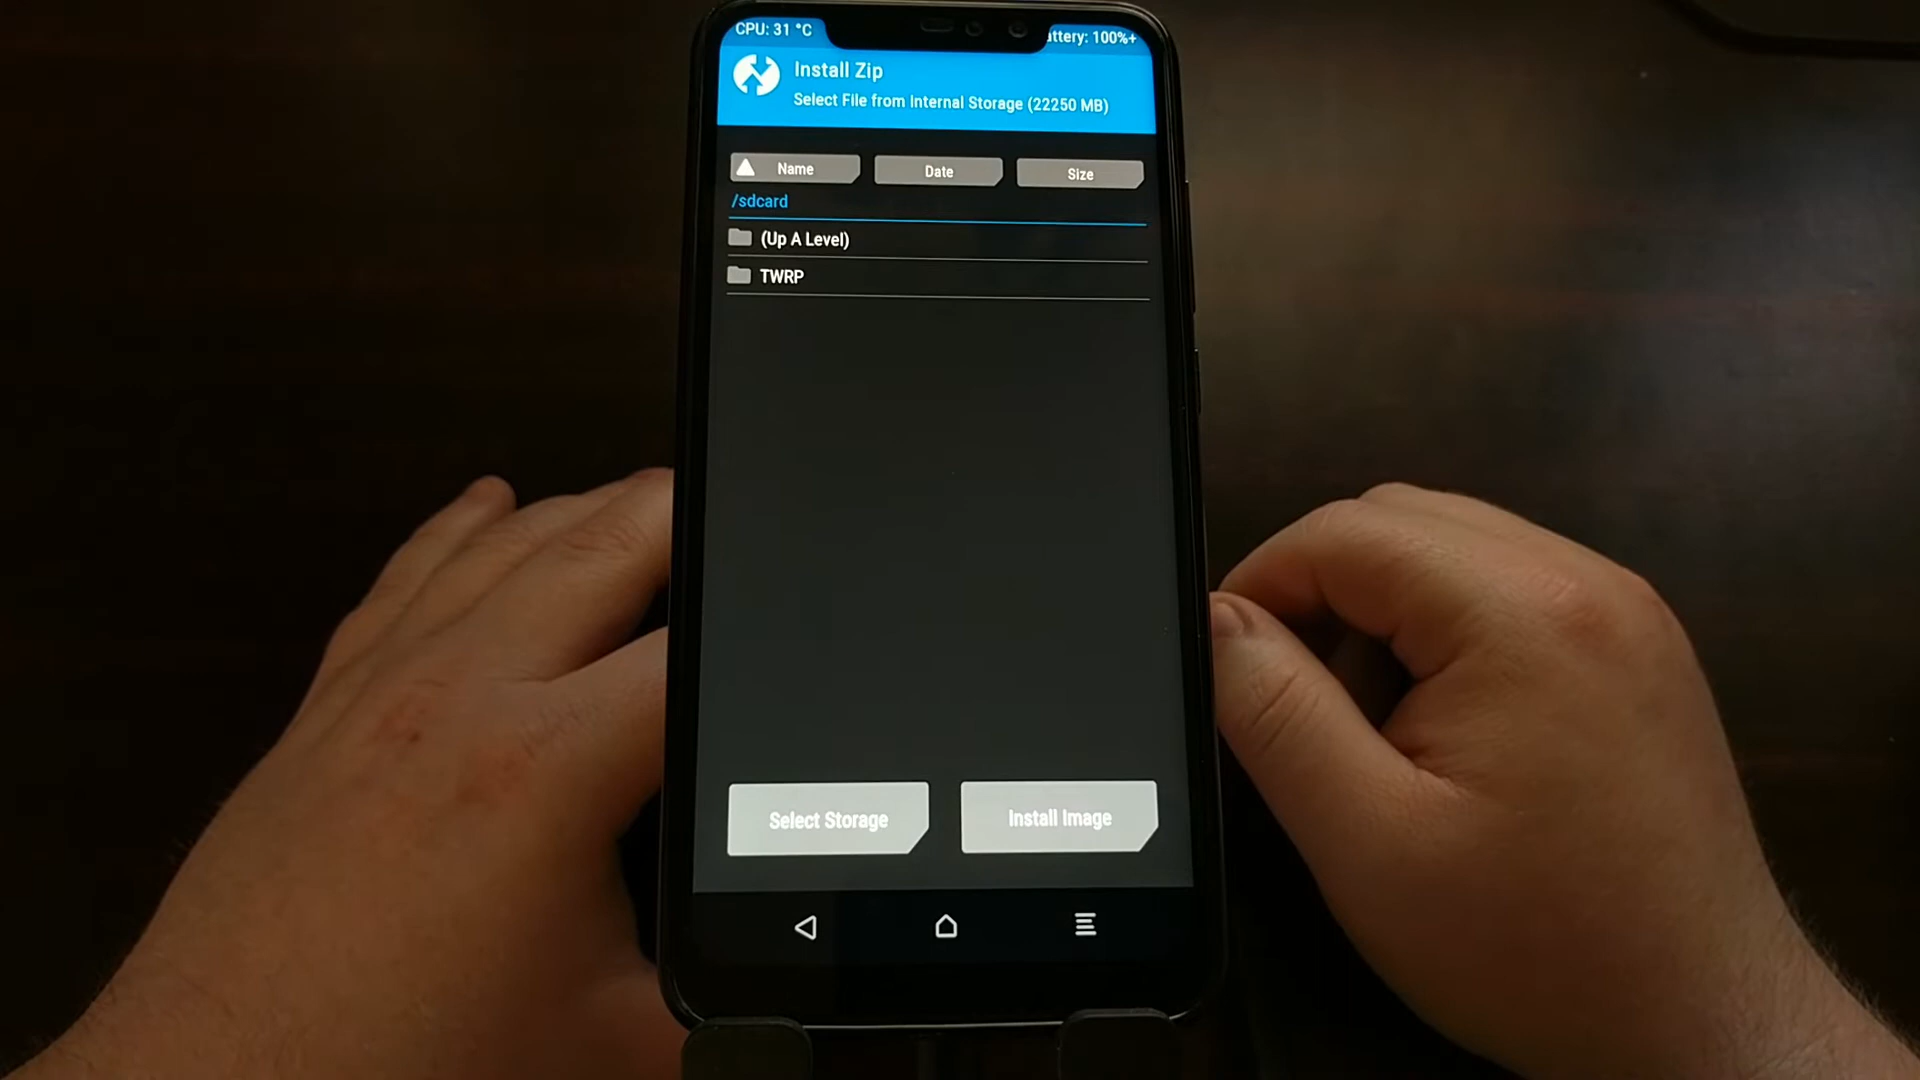 CPU: 31 °C
attery: 100%+
Install Zip
Select File from Internal Storage (22250 MB)
Name
Date
Size
/sdcard
(Up A Level)
TWRP
Select Storage
Install Image